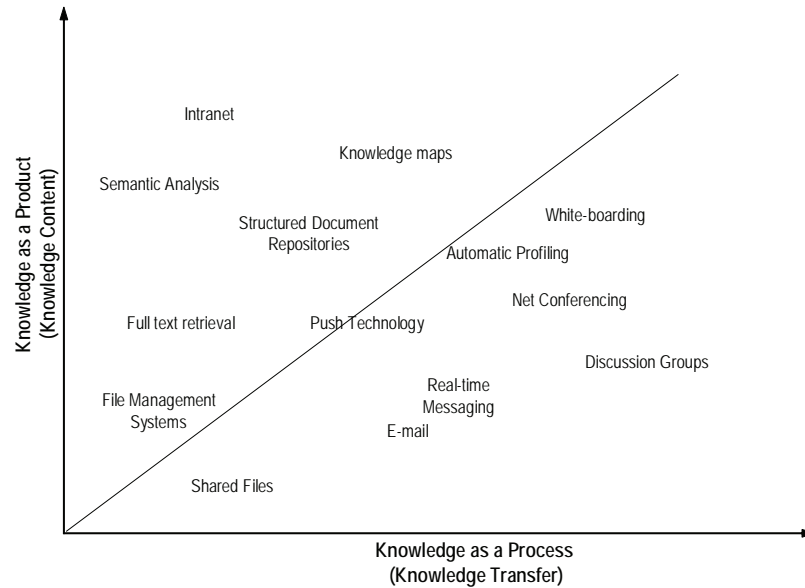 Intranet
Knowledge maps
Semantic Analysis
White-boarding
Structured Document
Repositories
Automatic Profiling
Net Conferencing
Full text retrieval
Push Technology
Discussion Groups
Real-time
Messaging
File Management
Systems
E-mail
Shared Files
Knowledge as a Product
(Knowledge Content)
Knowledge as a Process
(Knowledge Transfer)